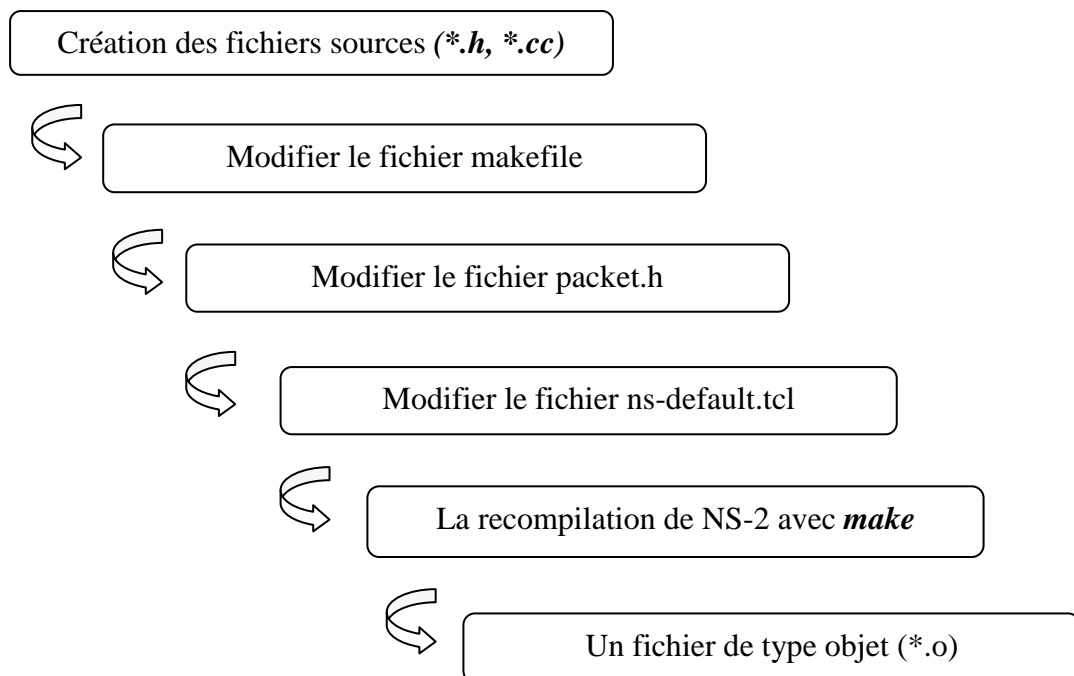 Création des fichiers sources (*.h, *.cc)
Modifier le fichier makefile
Modifier le fichier packet.h
Modifier le fichier ns-default.tcl
La recompilation de NS-2 avec make
Un fichier de type objet (*.o)